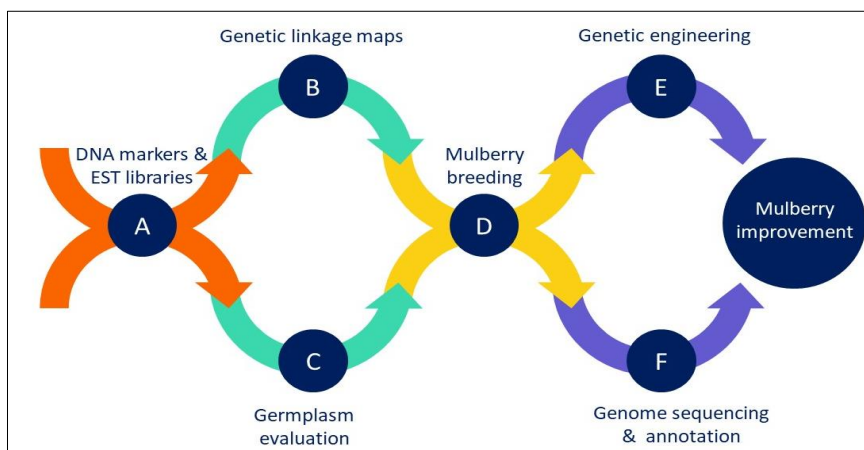 Genetic linkage maps
Genetic engineering
B
E
DNA markers &
EST libraries
Mulberry
breeding
A
D
Mulberry
improvement
C
F
Germplasm
evaluation
Genome sequencing
& annotation